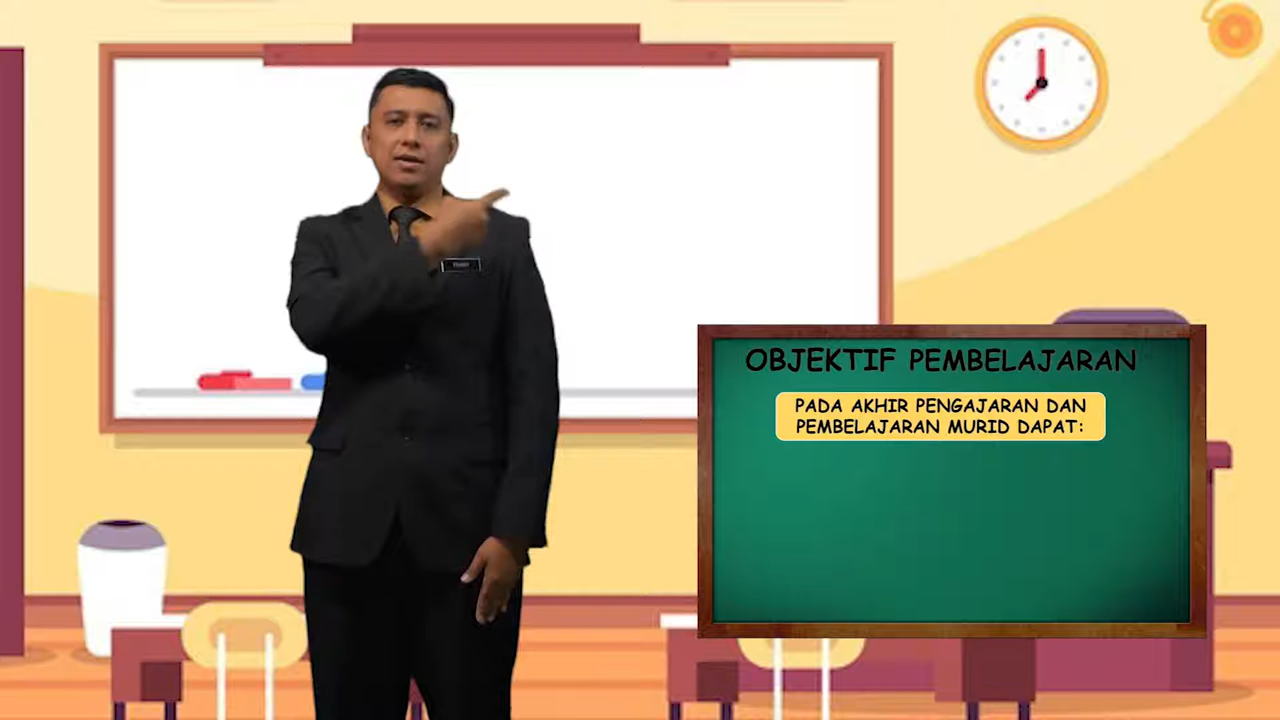 OBJEKTIF PEMBELAJARAN
PADA AKHIR PENGAJARAN DAN
PEMBELAJARAN MURID DAPAT: